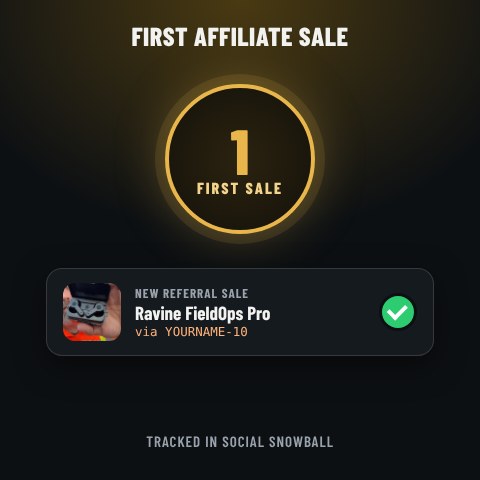 FIRST AFFILIATE SALE
1
FIRST SALE
NEW REFERRAL SALE
Ravine FieldOps Pro
via YOURNAME-10
TRACKED IN SOCIAL SNOWBALL